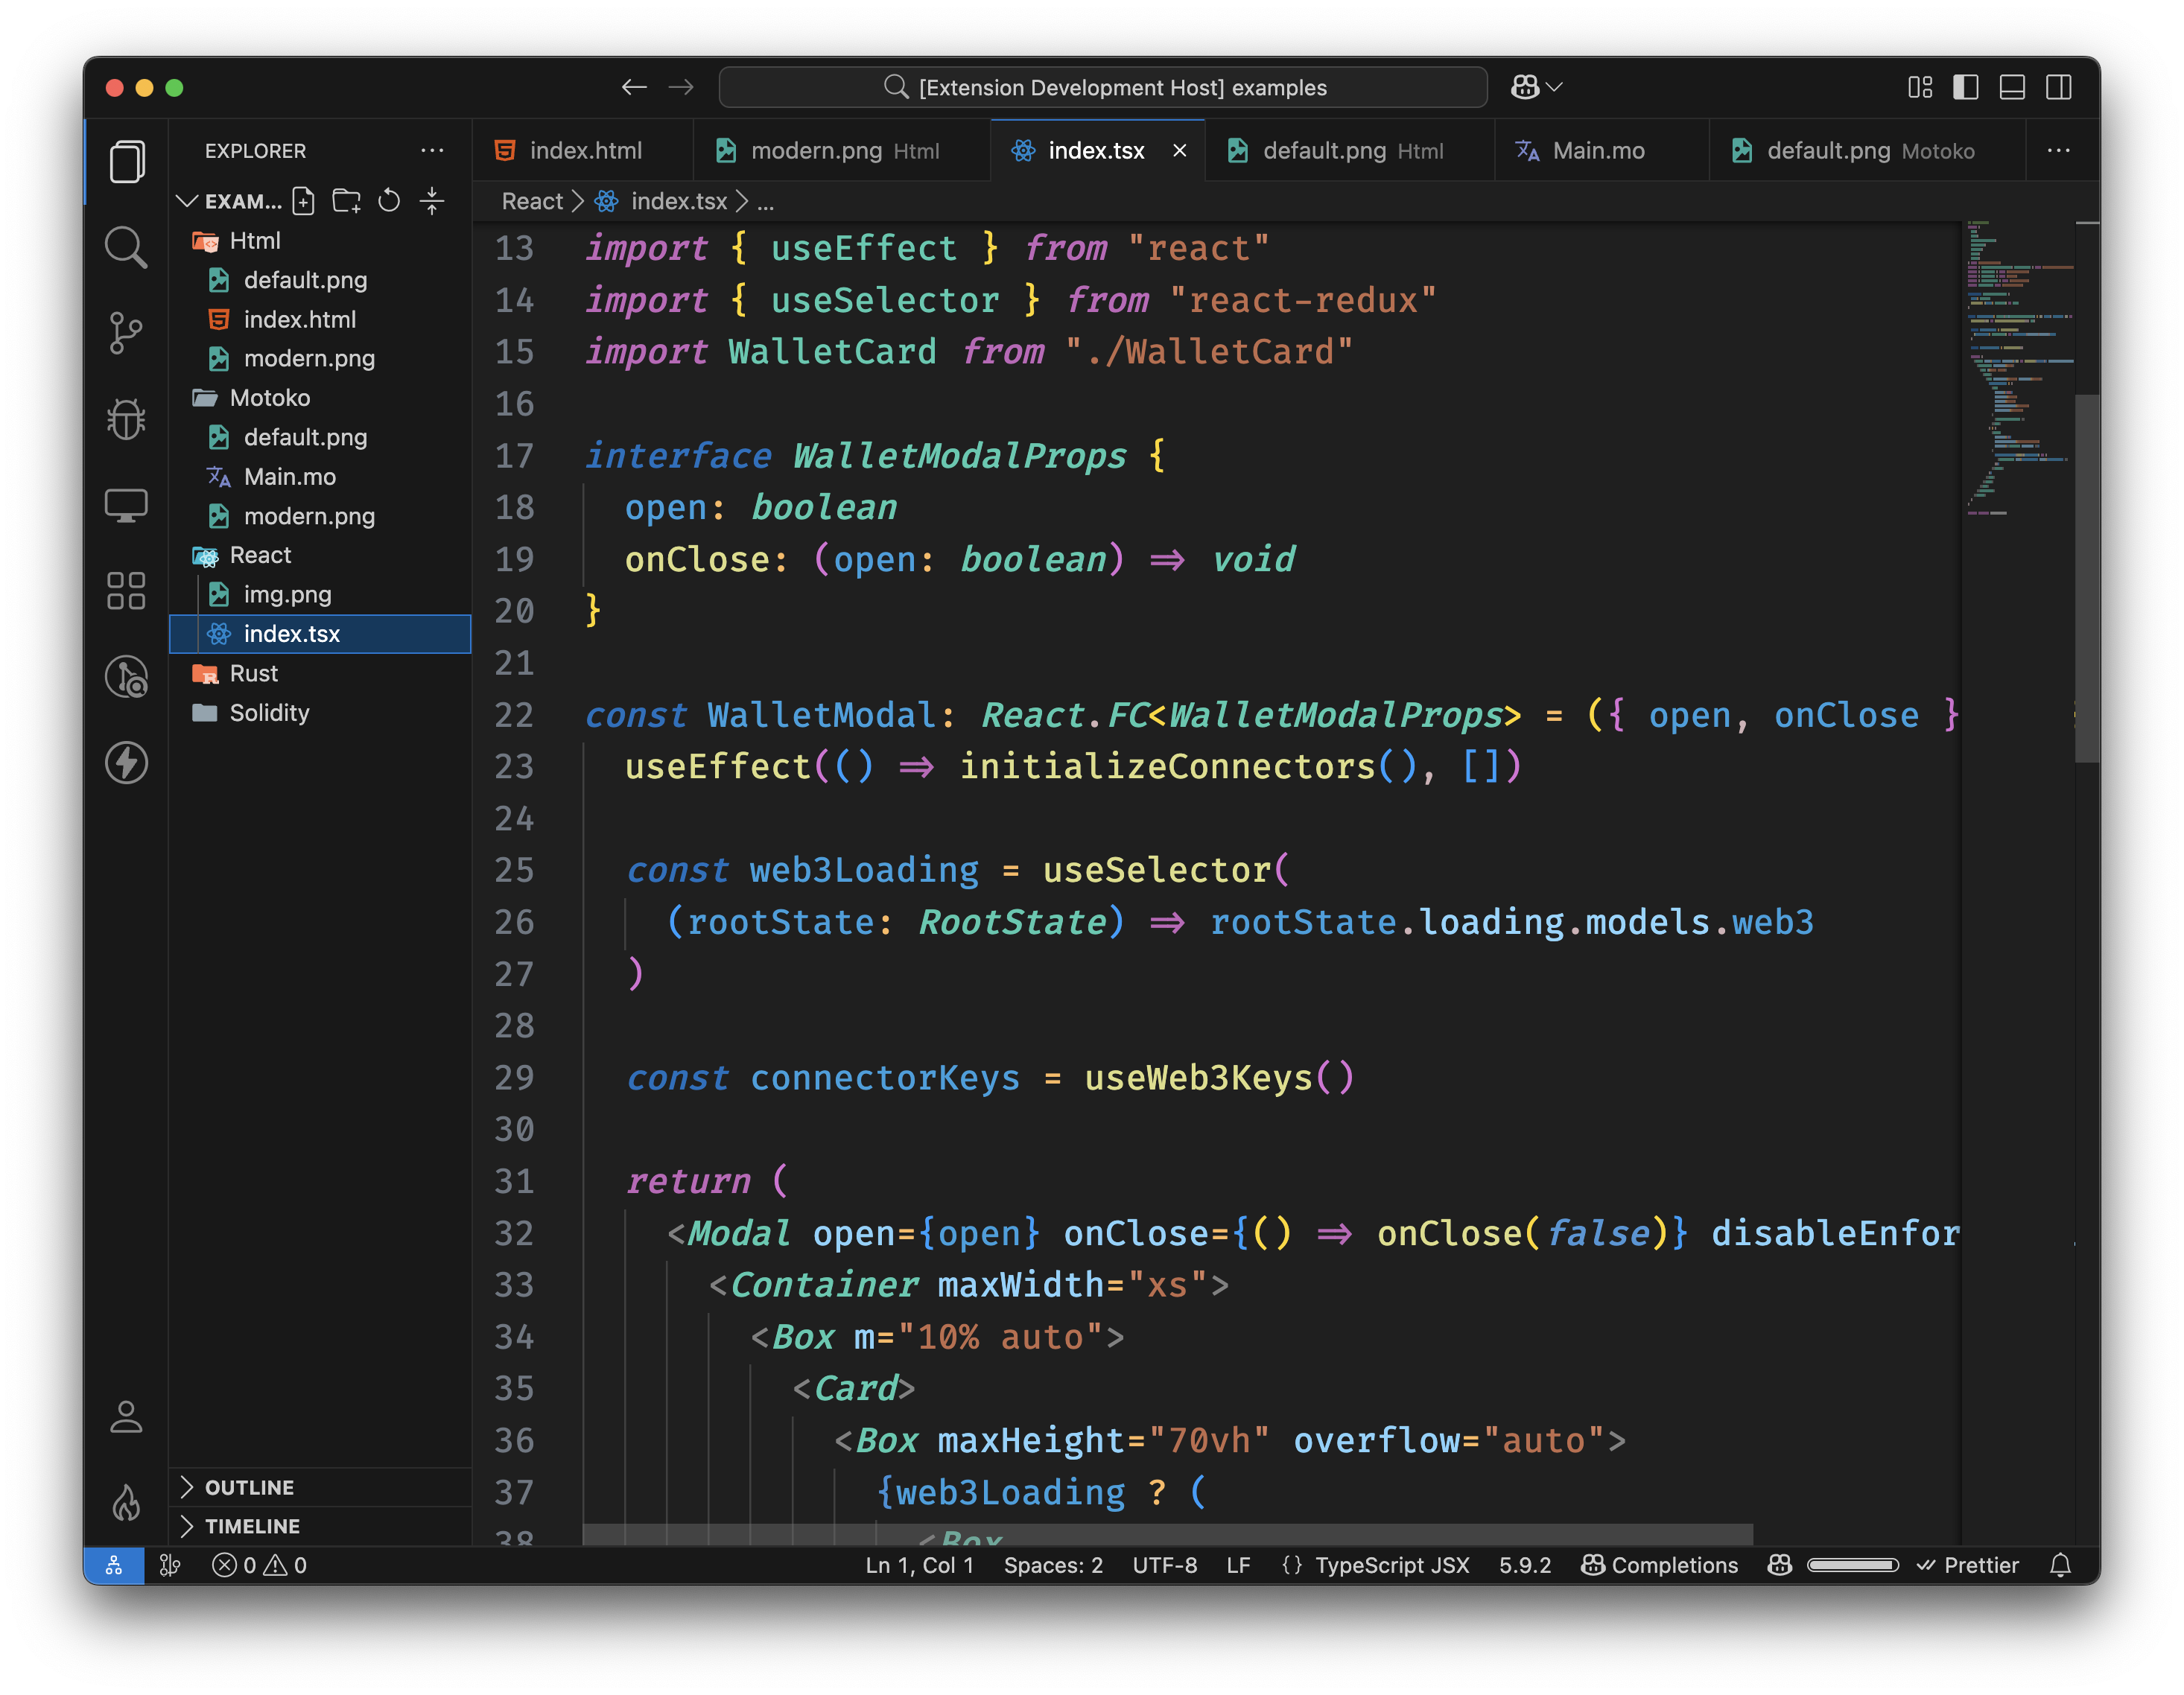 [Extension Development Host] examples
EXPLORER
EXAM...
Html
default.png
index.html
modern.png
Motoko
default.png
Main.mo
modern.png
React
img.png
index.tsx
Rust
Solidity
OUTLINE
TIMELINE
index.html
modern.png Html
index.tsx
default.png Html
Main.mo
default.png Motoko
React > index.tsx > ...
13 import { useEffect } from "react"
14 import { useSelector } from "react-redux"
15 import WalletCard from "./WalletCard"
16
17 interface WalletModalProps {
18 open: boolean
19 onClose: (open: boolean) => void
20 }
21
22 const WalletModal: React.FC<WalletModalProps> = ({ open, onClose }
23 useEffect(() => initializeConnectors(), [])
24
25 const web3Loading = useSelector(
26 (rootState: RootState) => rootState.loading.models.web3
27 )
28
29 const connectorKeys = useWeb3Keys()
30
31 return (
32 <Modal open={open} onClose={() => onClose(false)} disableEnfor
33 <Container maxWidth="xs">
34 <Box m="10% auto">
35 <Card>
36 <Box maxHeight="70vh" overflow="auto">
37 {web3Loading ? (
38 <Box
0 0
Ln 1, Col 1
Spaces: 2
UTF-8
LF
{} TypeScript JSX
5.9.2
Completions
Prettier